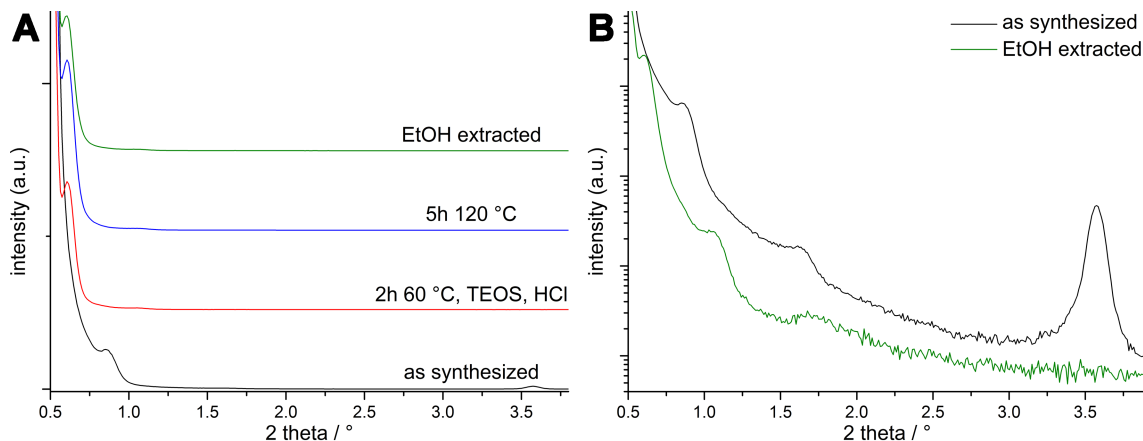 A
intensity (a.u.)
EtOH extracted
5h 120 °C
2h 60 °C, TEOS, HCl
as synthesized
0.5 1.0 1.5 2.0 2.5 3.0 3.5
2 theta / °
B
intensity (a.u.)
as synthesized
EtOH extracted
0.5 1.0 1.5 2.0 2.5 3.0 3.5
2 theta / °